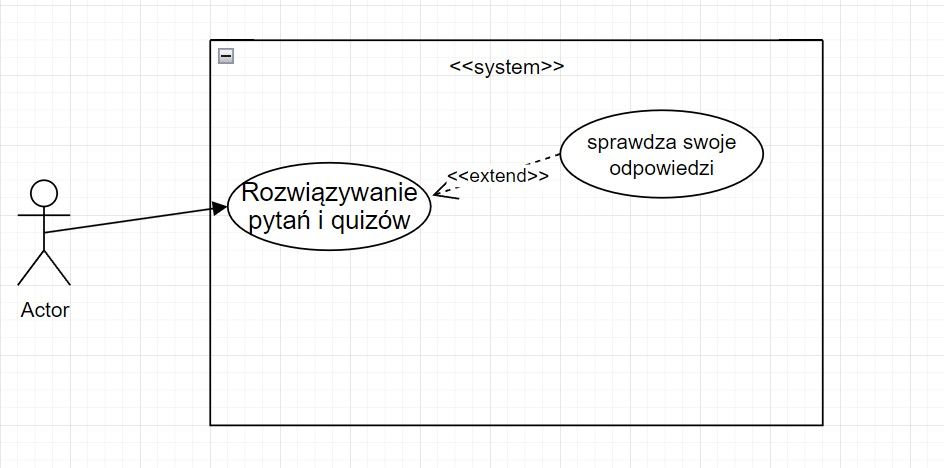 <<system>>
sprawdza swoje
odpowiedzi
<<extend>>
Rozwiązywanie
pytań i quizów
Actor